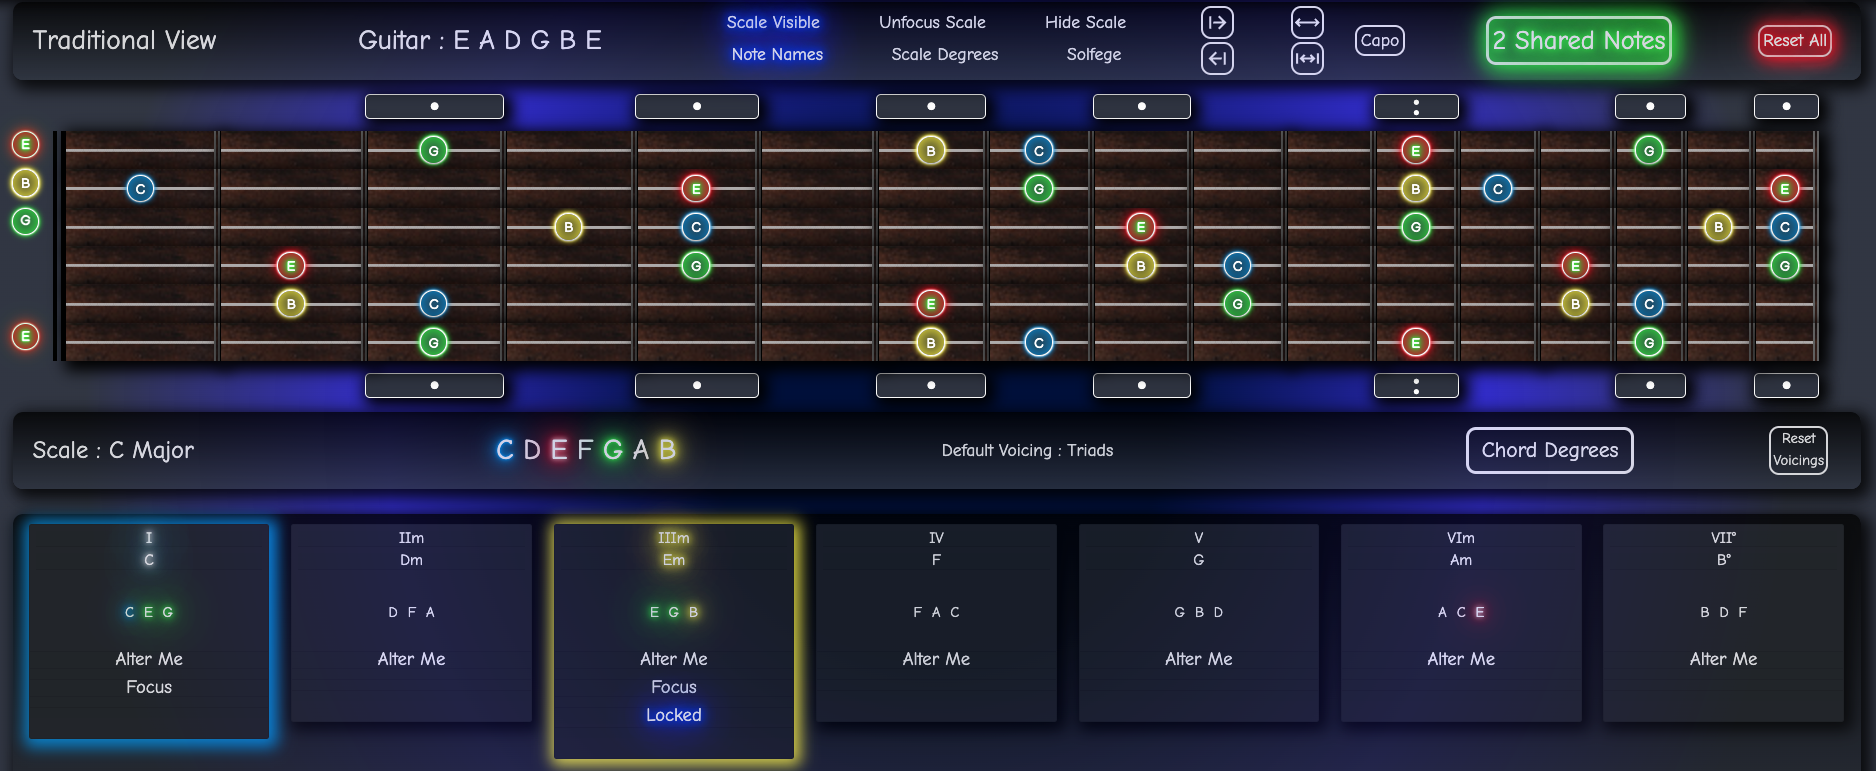 Traditional View
Guitar : E A D G B E
Scale Visible Unfocus Scale Hide Scale
Note Names Scale Degrees Solfege
Capo
2 Shared Notes
Reset All
E G B C E G
B C E G B C E
G B C E G B C
E G B C E G
B C E G B C
E G B C E G
Scale : C Major
C D E F G A B
Default Voicing : Triads
Chord Degrees
Reset
Voicings
I
C
C E G
Alter Me
Focus
IIm
Dm
D F A
Alter Me
IIIm
Em
E G B
Alter Me
Focus
Locked
IV
F
F A C
Alter Me
V
G
G B D
Alter Me
VIm
Am
A C E
Alter Me
VII°
B°
B D F
Alter Me